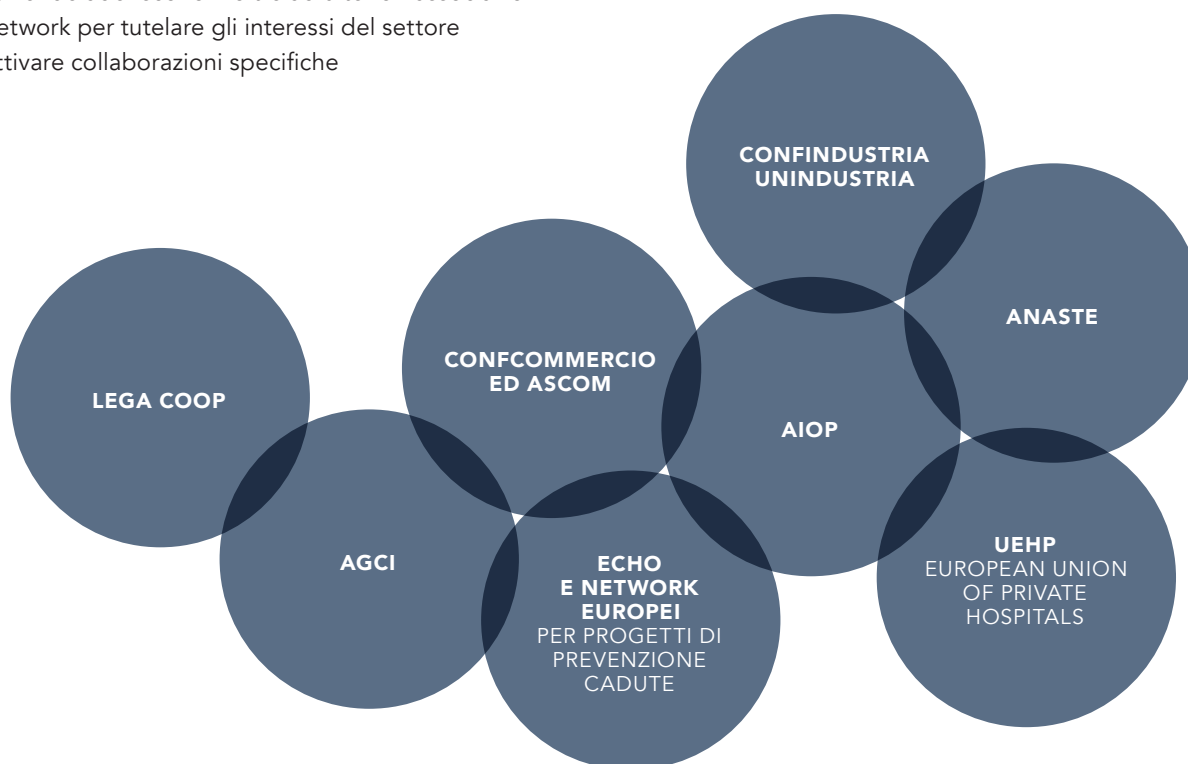 etwork per tutelare gli interessi del settore
ttivare collaborazioni specifiche
CONFINDUSTRIA
UNINDUSTRIA
ANASTE
CONFCOMMERCIO
ED ASCOM
LEGA COOP
AIOP
AGCI
ECHO
E NETWORK
EUROPEI
PER PROGETTI DI
PREVENZIONE
CADUTE
UEHP
EUROPEAN UNION
OF PRIVATE
HOSPITALS